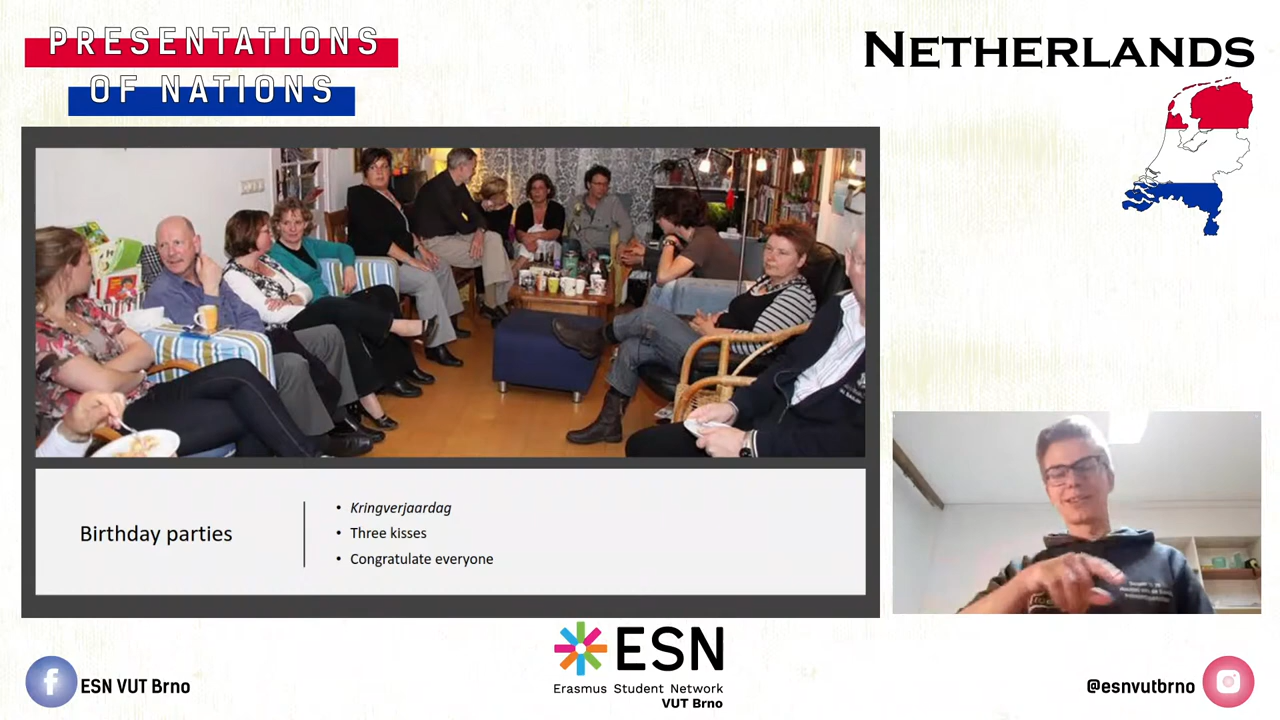 PRESENTATIONS
OF NATIONS
NETHERLANDS
Birthday parties
• Kringverjaardag
• Three kisses
• Congratulate everyone
ESN
Erasmus Student Network
VUT Brno
ESN VUT Brno
@esnvutbrno